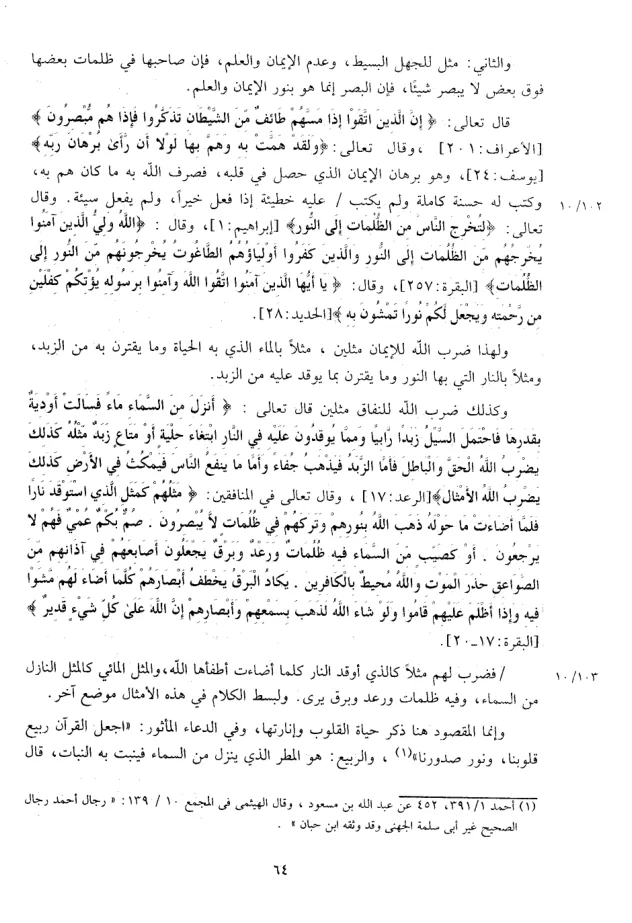 والثاني: مثل للجهل البسيط، وعدم الإيمان والعلم، فإن صاحبها في ظلمات بعضها
فوق بعض لا يبصر شيئًا، فإن البصر إنما هو بنور الإيمان والعلم.
قال تعالى: ﴿ إِنَّ الَّذِينَ اتَّقَوْا إِذَا مَسَّهُمْ طَائِفٌ مِّنَ الشَّيْطَانِ تَذَكَّرُوا فَإِذَا هُم مُّبْصِرُونَ ﴾
[الأعراف:٢٠١] ، وقال تعالى: ﴿وَلَقَدْ هَمَّتْ بِهِ وَهَمَّ بِهَا لَوْلا أَن رَّأَىٰ بُرْهَانَ رَبِّهِ﴾
[يوسف:٢٤]، وهو برهان الإيمان الذي حصل في قلبه، فصرف الله به ما كان هم به،
١٠/١٠٢ وكتب له حسنة كاملة ولم يكتب / عليه خطيئة إذا فعل خيراً، ولم يفعل سيئة. وقال
تعالى: ﴿لِتُخْرِجَ النَّاسَ مِنَ الظُّلُمَاتِ إِلَى النُّورِ﴾ [إبراهيم:١]، وقال : ﴿اللَّهُ وَلِيُّ الَّذِينَ آمَنُوا
يُخْرِجُهُم مِّنَ الظُّلُمَاتِ إِلَى النُّورِ وَالَّذِينَ كَفَرُوا أَوْلِيَاؤُهُمُ الطَّاغُوتُ يُخْرِجُونَهُم مِّنَ النُّورِ إِلَى
الظُّلُمَاتِ﴾ [البقرة:٢٥٧]، وقال: ﴿ يَا أَيُّهَا الَّذِينَ آمَنُوا اتَّقُوا اللَّهَ وَآمِنُوا بِرَسُولِهِ يُؤْتِكُمْ كِفْلَيْنِ
مِن رَّحْمَتِهِ وَيَجْعَل لَّكُمْ نُورًا تَمْشُونَ بِهِ ﴾[الحديد:٢٨].
ولهذا ضرب الله للإيمان مثلين ، مثلاً بالماء الذي به الحياة وما يقترن به من الزبد،
ومثلاً بالنار التي بها النور وما يقترن بما يوقد عليه من الزبد.
وكذلك ضرب الله للنفاق مثلين قال تعالى : ﴿ أَنزَلَ مِنَ السَّمَاءِ مَاءً فَسَالَتْ أَوْدِيَةٌ
بِقَدَرِهَا فَاحْتَمَلَ السَّيْلُ زَبَدًا رَّابِيًا وَمِمَّا يُوقِدُونَ عَلَيْهِ فِي النَّارِ ابْتِغَاءَ حِلْيَةٍ أَوْ مَتَاعٍ زَبَدٌ مِّثْلُهُ كَذَلِكَ
يَضْرِبُ اللَّهُ الْحَقَّ وَالْبَاطِلَ فَأَمَّا الزَّبَدُ فَيَذْهَبُ جُفَاءً وَأَمَّا مَا يَنفَعُ النَّاسَ فَيَمْكُثُ فِي الأَرْضِ كَذَلِكَ
يَضْرِبُ اللَّهُ الأَمْثَالَ﴾[الرعد:١٧] ، وقال تعالى في المنافقين: ﴿ مَثَلُهُمْ كَمَثَلِ الَّذِي اسْتَوْقَدَ نَارًا
فَلَمَّا أَضَاءَتْ مَا حَوْلَهُ ذَهَبَ اللَّهُ بِنُورِهِمْ وَتَرَكَهُمْ فِي ظُلُمَاتٍ لاَّ يُبْصِرُونَ . صُمٌّ بُكْمٌ عُمْيٌ فَهُمْ لا
يَرْجِعُونَ . أَوْ كَصَيِّبٍ مِّنَ السَّمَاءِ فِيهِ ظُلُمَاتٌ وَرَعْدٌ وَبَرْقٌ يَجْعَلُونَ أَصَابِعَهُمْ فِي آذَانِهِم مِّنَ
الصَّوَاعِقِ حَذَرَ الْمَوْتِ وَاللَّهُ مُحِيطٌ بِالْكَافِرِينَ . يَكَادُ الْبَرْقُ يَخْطَفُ أَبْصَارَهُمْ كُلَّمَا أَضَاءَ لَهُم مَّشَوْا
فِيهِ وَإِذَا أَظْلَمَ عَلَيْهِمْ قَامُوا وَلَوْ شَاءَ اللَّهُ لَذَهَبَ بِسَمْعِهِمْ وَأَبْصَارِهِمْ إِنَّ اللَّهَ عَلَىٰ كُلِّ شَيْءٍ قَدِيرٌ ﴾
[البقرة:١٧-٢٠].
١٠/١٠٣ / فضرب لهم مثلاً كالذي أوقد النار كلما أضاءت أطفأها الله،والمثل المائي كالمثل النازل
من السماء، وفيه ظلمات ورعد وبرق يرى. ولبسط الكلام في هذه الأمثال موضع آخر.
وإنما المقصود هنا ذكر حياة القلوب وإنارتها، وفي الدعاء المأثور: «اجعل القرآن ربيع
قلوبنا، ونور صدورنا»(١) ، والربيع: هو المطر الذي ينزل من السماء فينبت به النبات، قال
(١) أحمد ٣٩١/١، ٤٥٢ عن عبد الله بن مسعود ، وقال الهيثمى فى المجمع ١٠ / ١٣٩: « رجال أحمد رجال
الصحيح غير أبى سلمة الجهنى وقد وثقه ابن حبان » .
٦٤